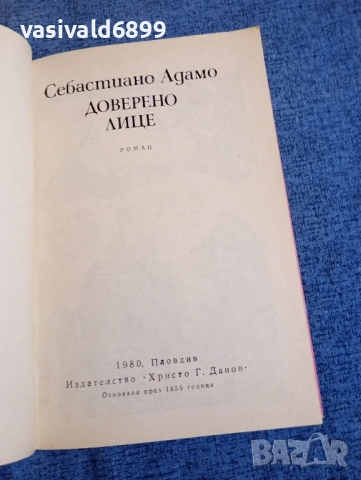 vasivald6899
Себастиано Адамо
ДОВЕРЕНО
ЛИЦЕ
РОМАН
1980, Пловдив
Издателство · Христо Г. Данов ·
Основано през 1855 година
BAZAR